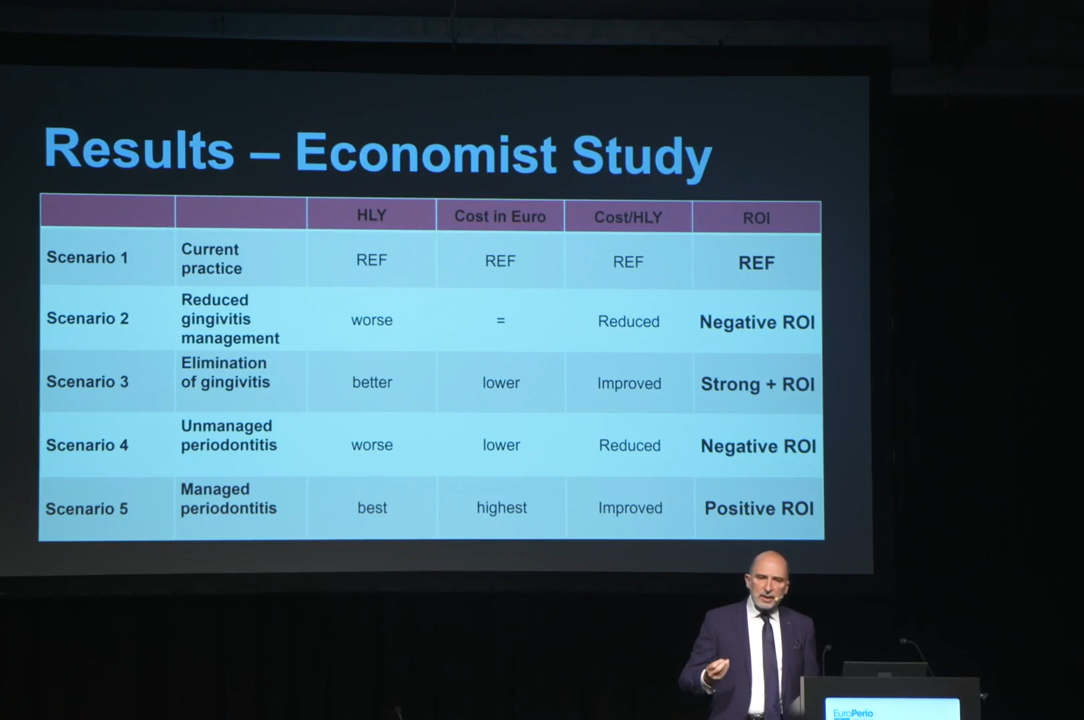 Results – Economist Study
HLY Cost in Euro Cost/HLY ROI
Scenario 1 Current practice REF REF REF REF
Scenario 2 Reduced gingivitis management worse = Reduced Negative ROI
Scenario 3 Elimination of gingivitis better lower Improved Strong + ROI
Scenario 4 Unmanaged periodontitis worse lower Reduced Negative ROI
Scenario 5 Managed periodontitis best highest Improved Positive ROI
EuroPerio